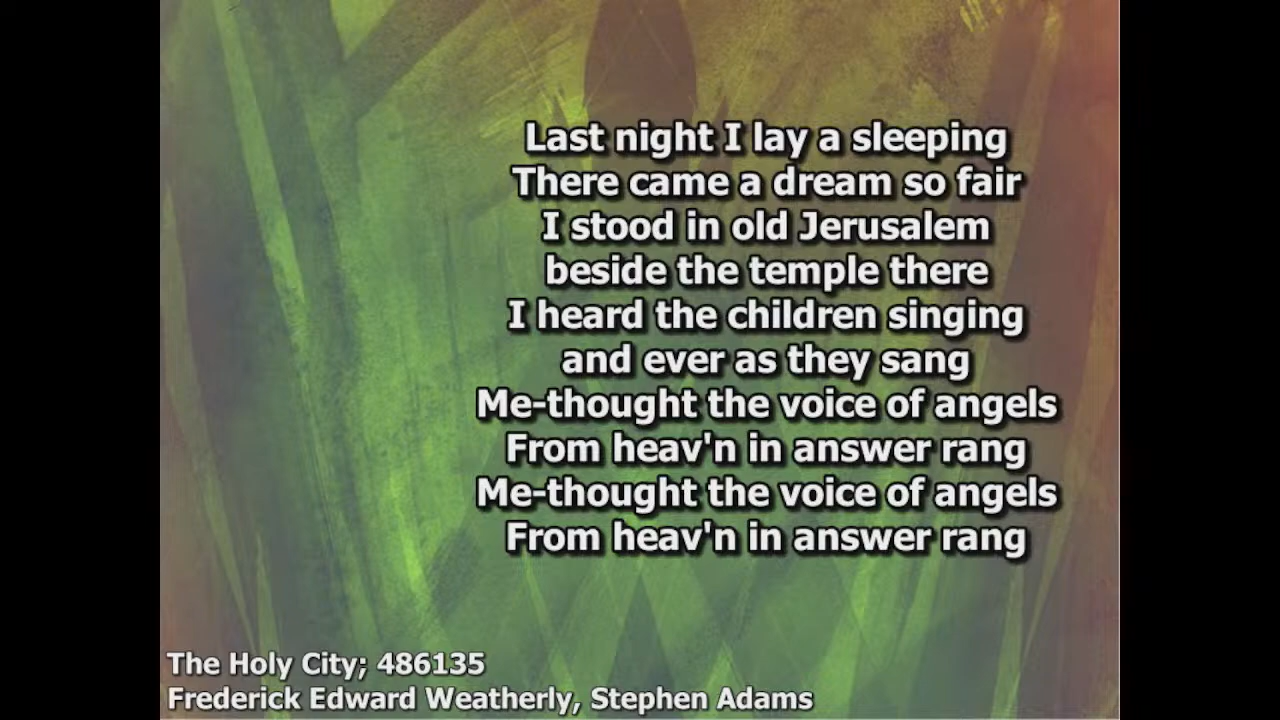 Last night I lay a sleeping
There came a dream so fair
I stood in old Jerusalem
beside the temple there
I heard the children singing
and ever as they sang
Me-thought the voice of angels
From heav'n in answer rang
Me-thought the voice of angels
From heav'n in answer rang
The Holy City; 486135
Frederick Edward Weatherly, Stephen Adams